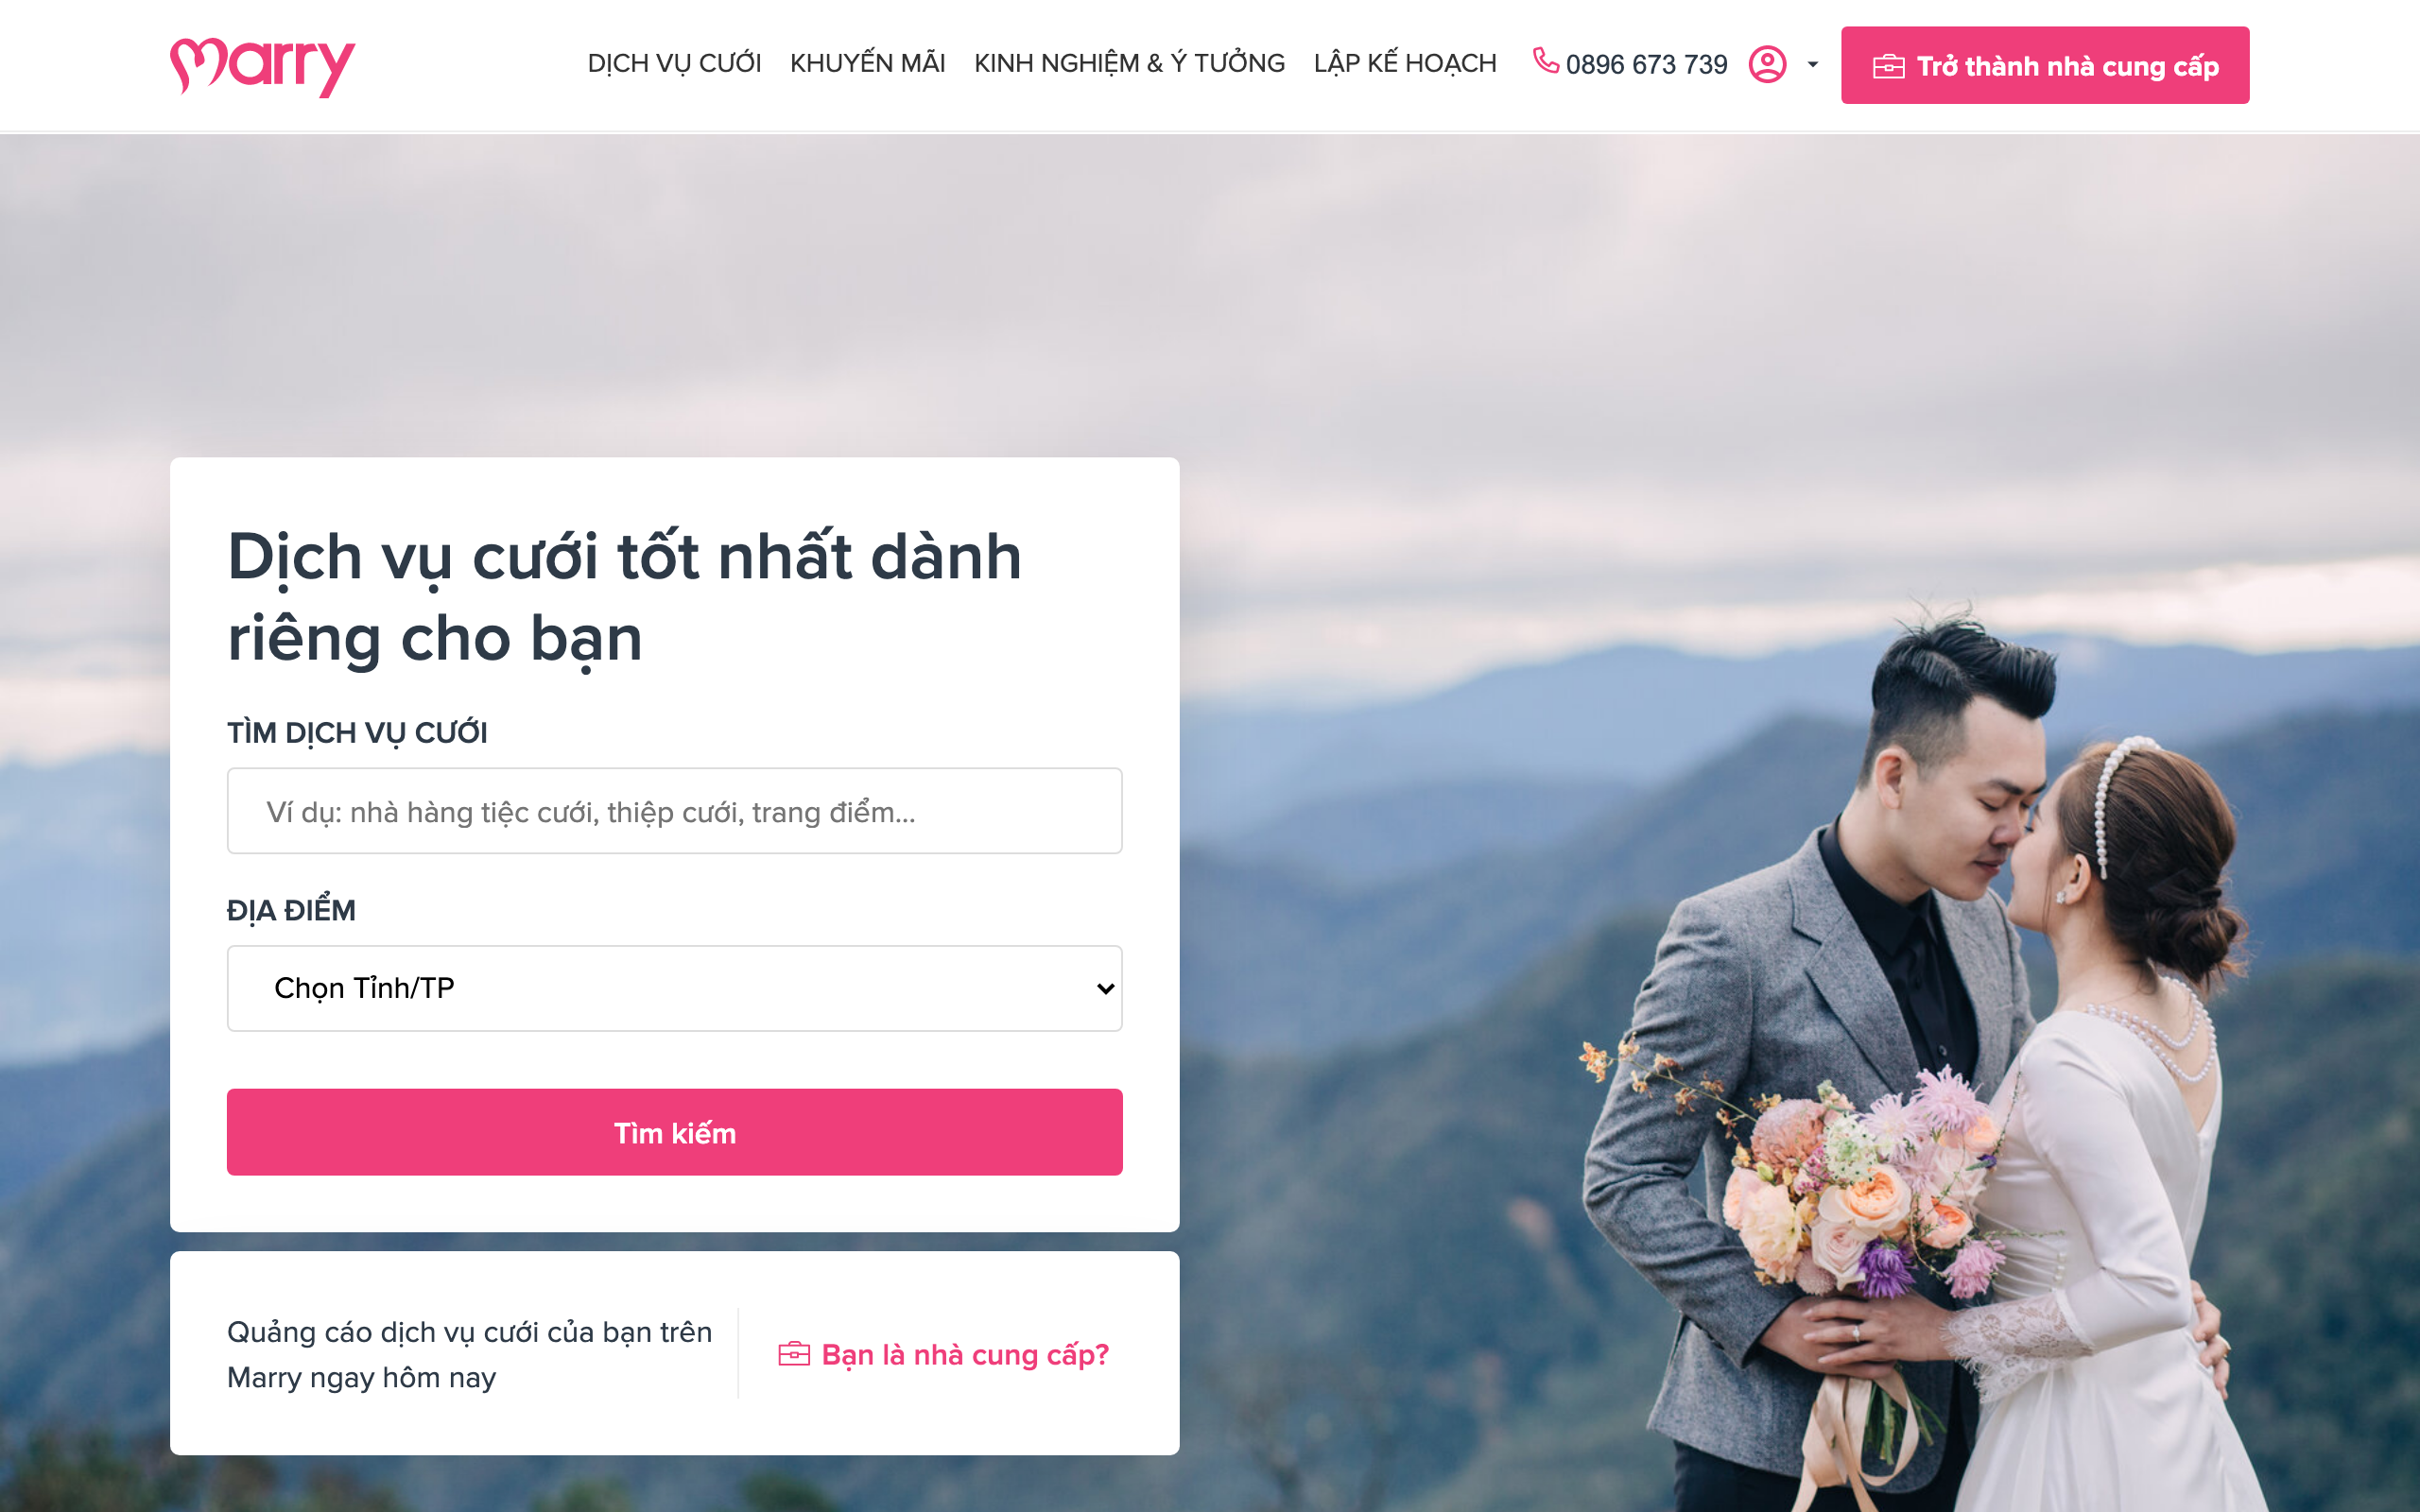 Marry
DỊCH VỤ CƯỚI
KHUYẾN MÃI
KINH NGHIỆM & Ý TƯỞNG
LẬP KẾ HOẠCH
0896 673 739
Trở thành nhà cung cấp
Dịch vụ cưới tốt nhất dành
riêng cho bạn
TÌM DỊCH VỤ CƯỚI
Ví dụ: nhà hàng tiệc cưới, thiệp cưới, trang điểm...
ĐỊA ĐIỂM
Chọn Tỉnh/TP
Tìm kiếm
Quảng cáo dịch vụ cưới của bạn trên
Marry ngay hôm nay
Bạn là nhà cung cấp?